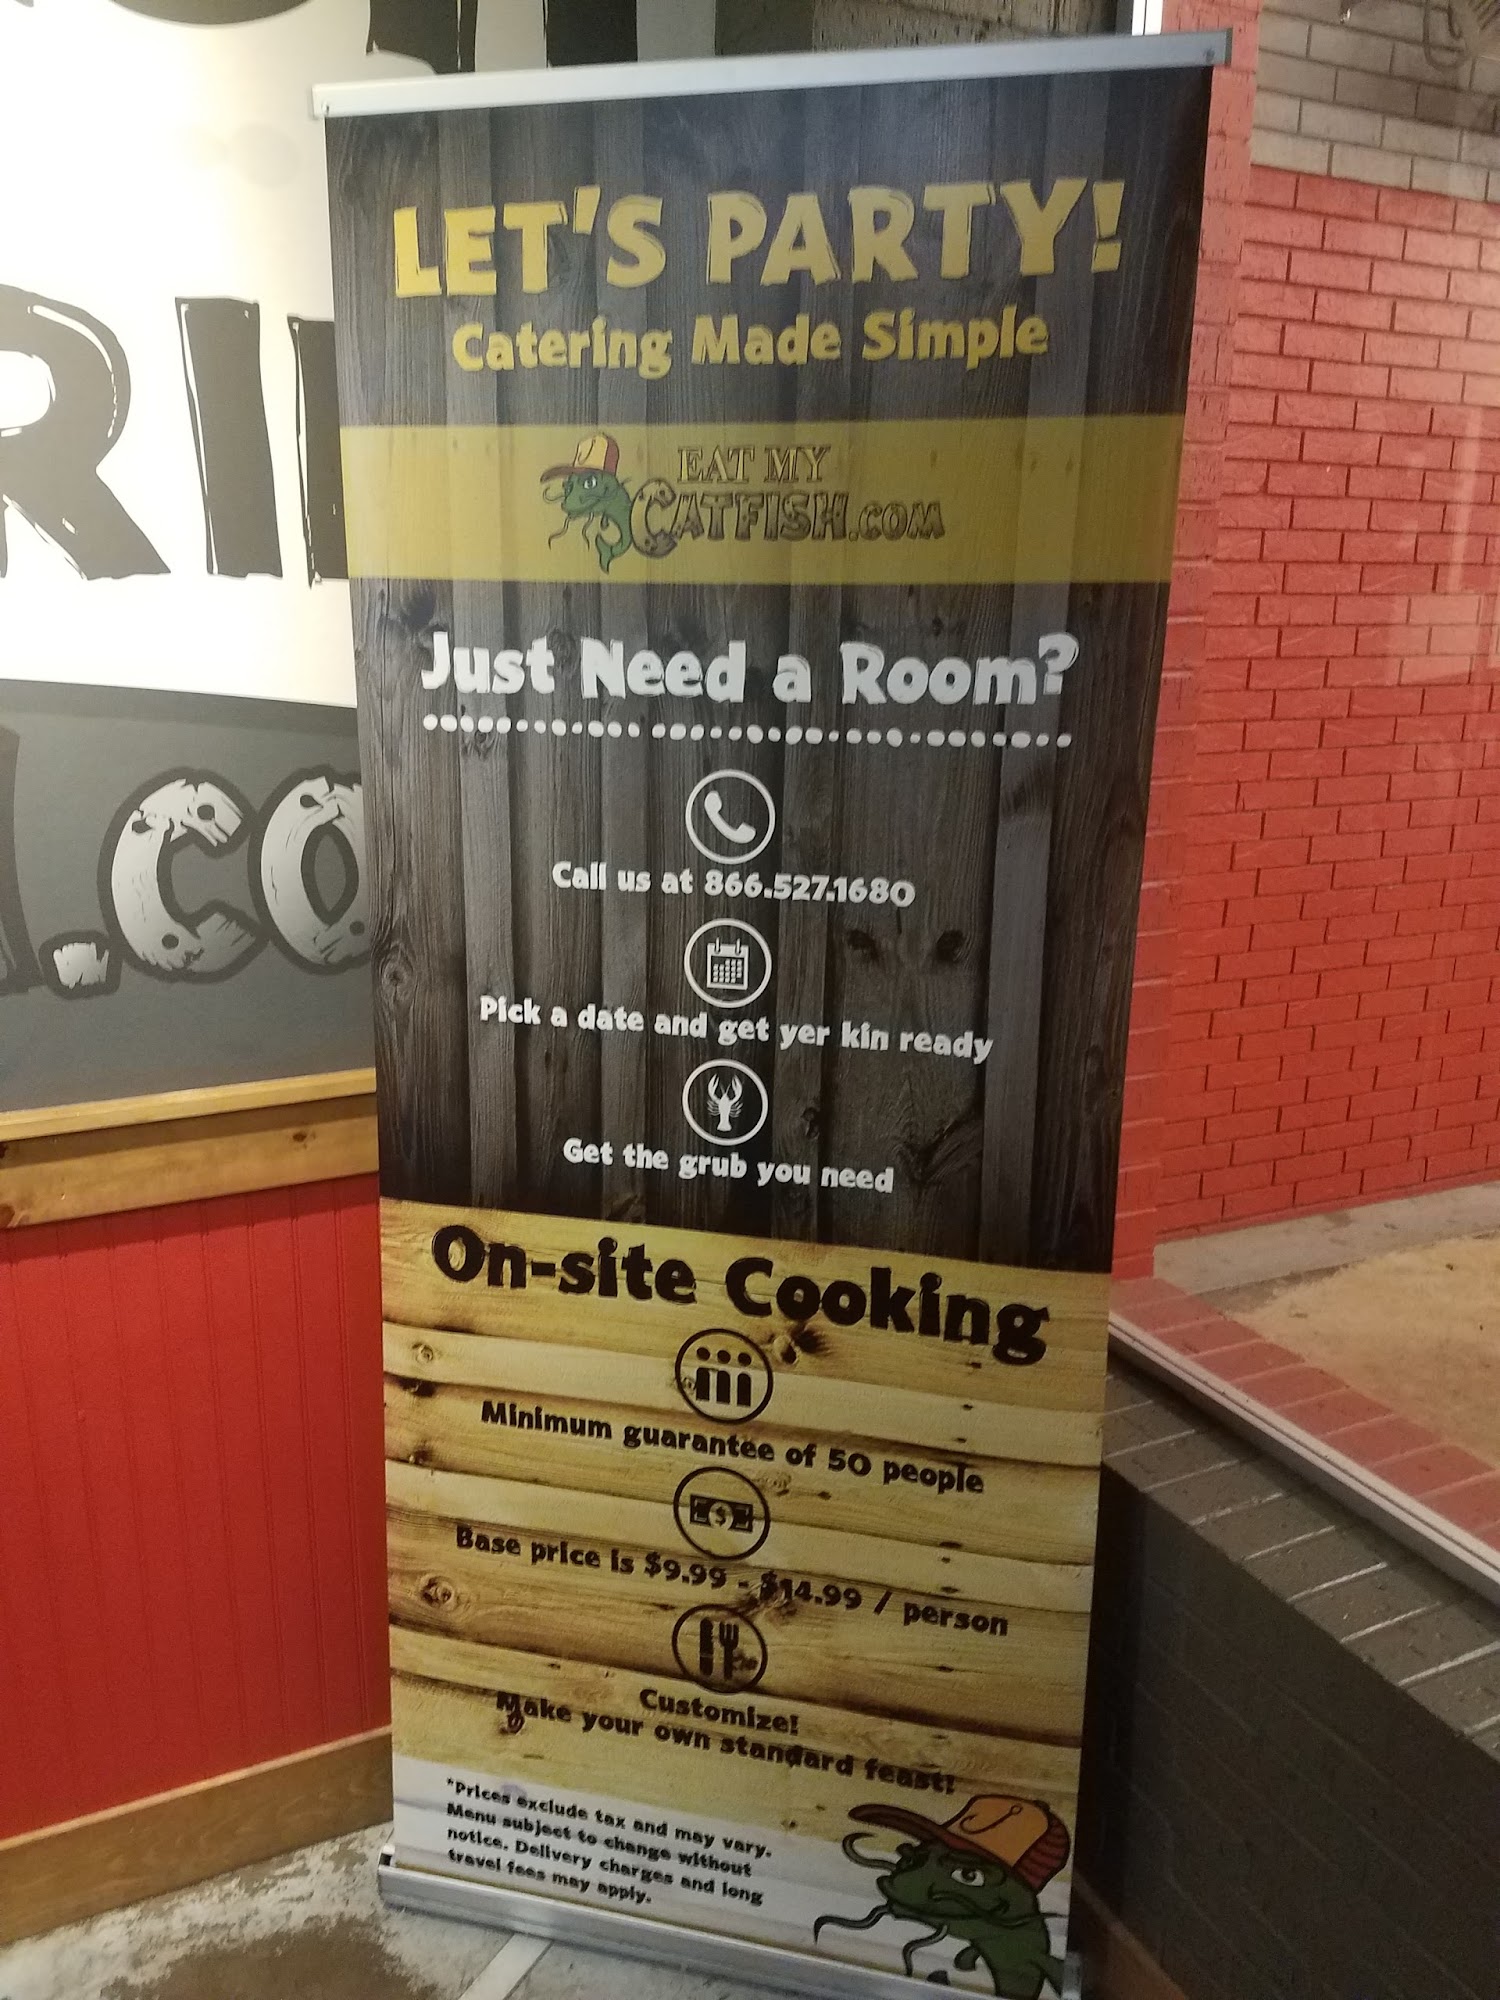 LET'S PARTY!
Catering Made Simple
EAT MY
CATFISH.COM
Just Need a Room?
Call us at 866.527.1680
Pick a date and get yer kin ready
Get the grub you need
On-site Cooking
Minimum guarantee of 50 people
Base price is $9.99 - $14.99 / person
Customize!
Make your own standard feast!
*Prices exclude tax and may vary.
Menu subject to change without
notice. Delivery charges and long
travel fees may apply.
RI
.CO